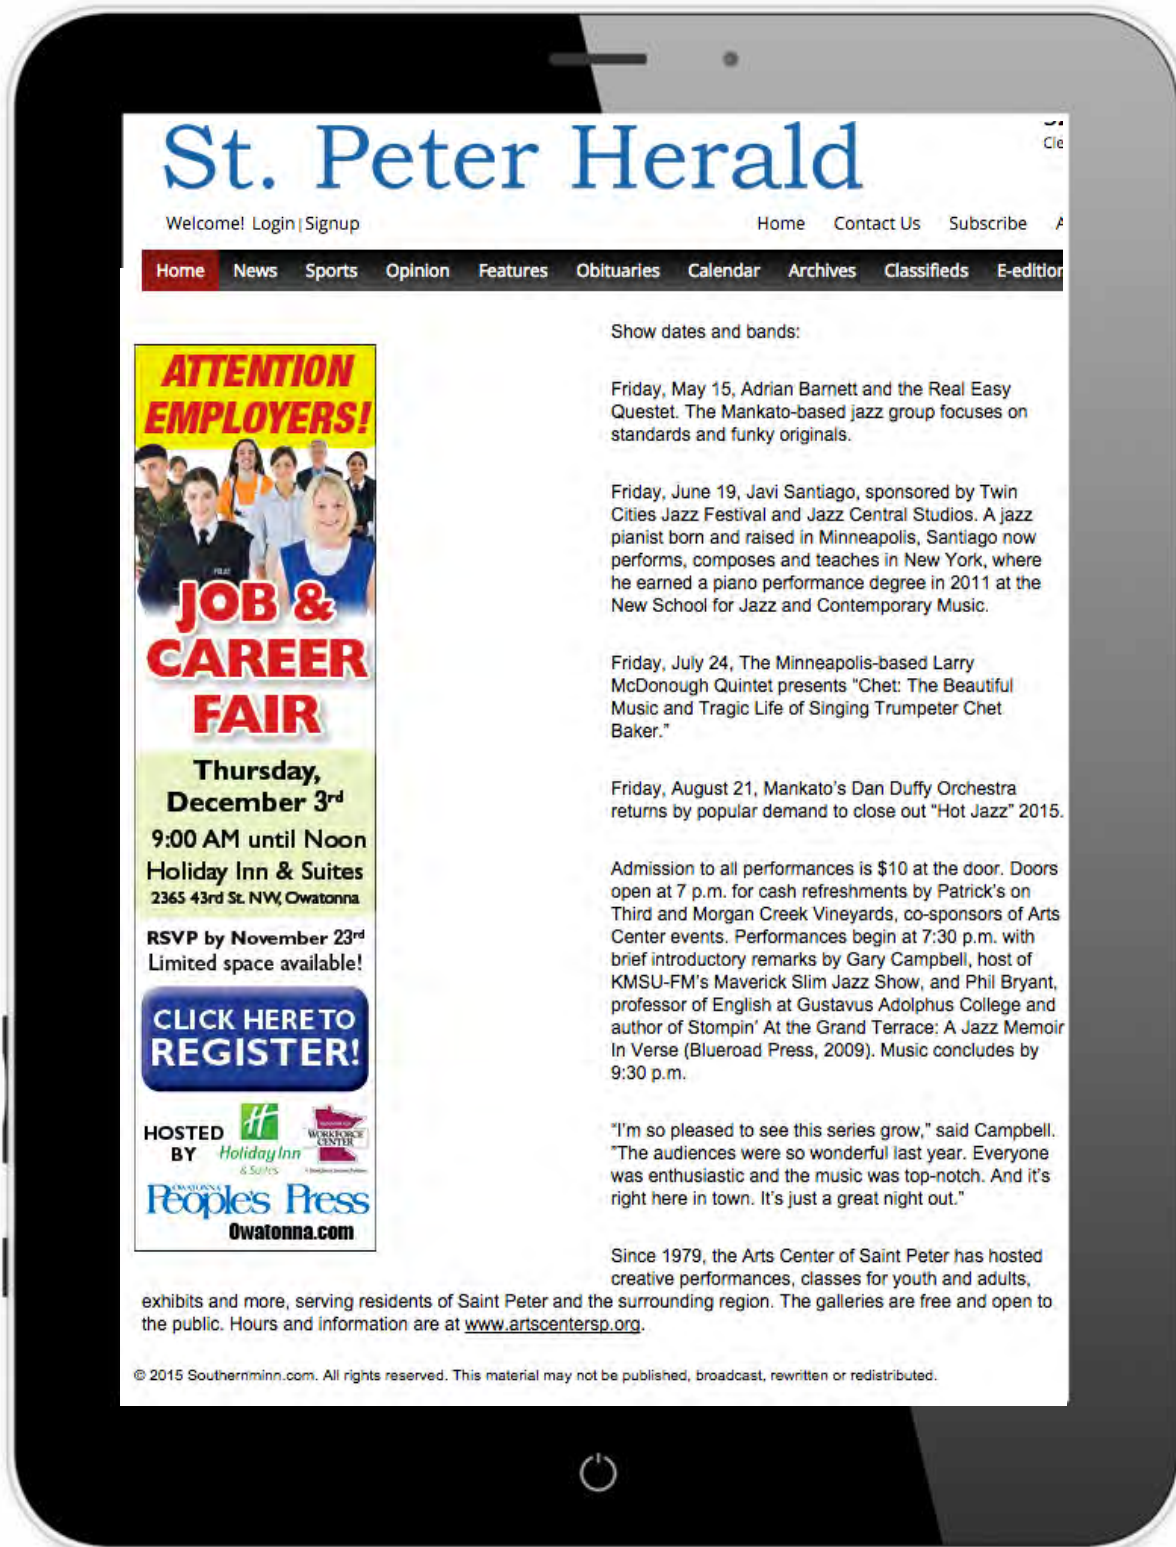 St. Peter Herald
Cle
Welcome! Login|Signup
Home Contact Us Subscribe
Home News Sports Opinion Features Obituaries Calendar Archives Classifieds E-edition
ATTENTION
EMPLOYERS!
POLICE
JOB &
CAREER
FAIR
Thursday,
December 3rd
9:00 AM until Noon
Holiday Inn & Suites
2365 43rd St. NW, Owatonna
RSVP by November 23rd
Limited space available!
CLICK HERE TO
REGISTER!
HOSTED
BY
H
Holiday Inn
& Suites
WORKFORCE
CENTER
OWATONNA
People's Press
Owatonna.com
Show dates and bands:
Friday, May 15, Adrian Barnett and the Real Easy
Questet. The Mankato-based jazz group focuses on
standards and funky originals.
Friday, June 19, Javi Santiago, sponsored by Twin
Cities Jazz Festival and Jazz Central Studios. A jazz
pianist born and raised in Minneapolis, Santiago now
performs, composes and teaches in New York, where
he earned a piano performance degree in 2011 at the
New School for Jazz and Contemporary Music.
Friday, July 24, The Minneapolis-based Larry
McDonough Quintet presents "Chet: The Beautiful
Music and Tragic Life of Singing Trumpeter Chet
Baker."
Friday, August 21, Mankato's Dan Duffy Orchestra
returns by popular demand to close out "Hot Jazz" 2015.
Admission to all performances is $10 at the door. Doors
open at 7 p.m. for cash refreshments by Patrick's on
Third and Morgan Creek Vineyards, co-sponsors of Arts
Center events. Performances begin at 7:30 p.m. with
brief introductory remarks by Gary Campbell, host of
KMSU-FM's Maverick Slim Jazz Show, and Phil Bryant,
professor of English at Gustavus Adolphus College and
author of Stompin' At the Grand Terrace: A Jazz Memoir
In Verse (Blueroad Press, 2009). Music concludes by
9:30 p.m.
"I'm so pleased to see this series grow," said Campbell.
"The audiences were so wonderful last year. Everyone
was enthusiastic and the music was top-notch. And it's
right here in town. It's just a great night out."
Since 1979, the Arts Center of Saint Peter has hosted
creative performances, classes for youth and adults,
exhibits and more, serving residents of Saint Peter and the surrounding region. The galleries are free and open to
the public. Hours and information are at www.artscentersp.org.
© 2015 Southernminn.com. All rights reserved. This material may not be published, broadcast, rewritten or redistributed.